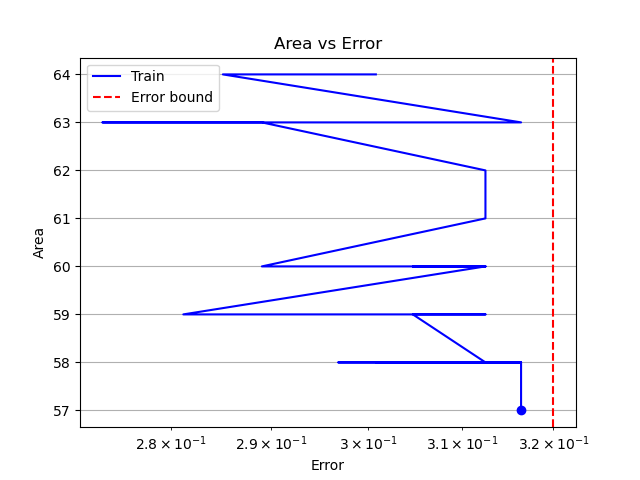 Area vs Error
Train
Error bound
Area
64
63
62
61
60
59
58
57
2.8 × 10⁻¹
2.9 × 10⁻¹
3 × 10⁻¹
3.1 × 10⁻¹
3.2 × 10⁻¹
Error